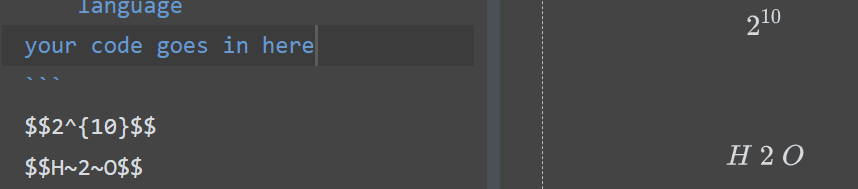 language
your code goes in here
```
$$2^{10}$$
$$H~2~O$$
2¹⁰
H 2 O